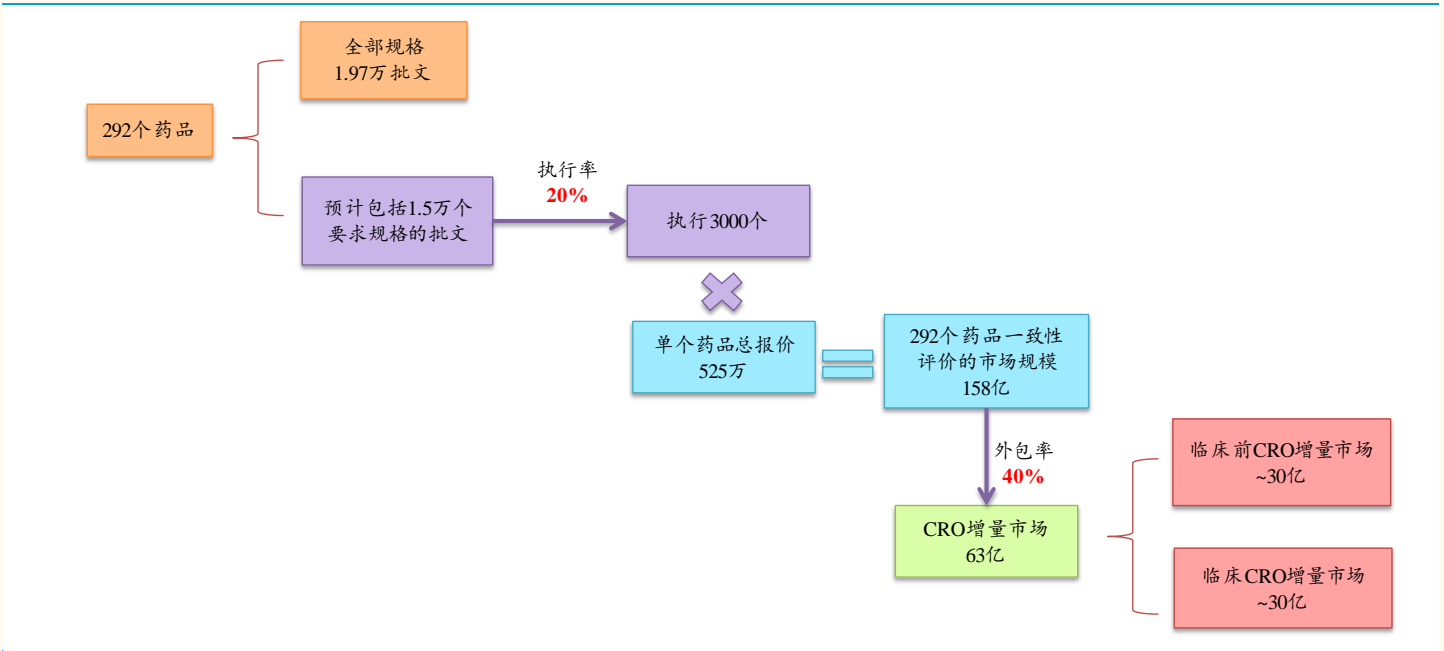 全部规格
1.97万批文
292个药品
预计包括1.5万个
要求规格的批文
执行率
20%
执行3000个
单个药品总报价
525万
292个药品一致性
评价的市场规模
158亿
外包率
40%
CRO增量市场
63亿
临床前CRO增量市场
~30亿
临床CRO增量市场
~30亿